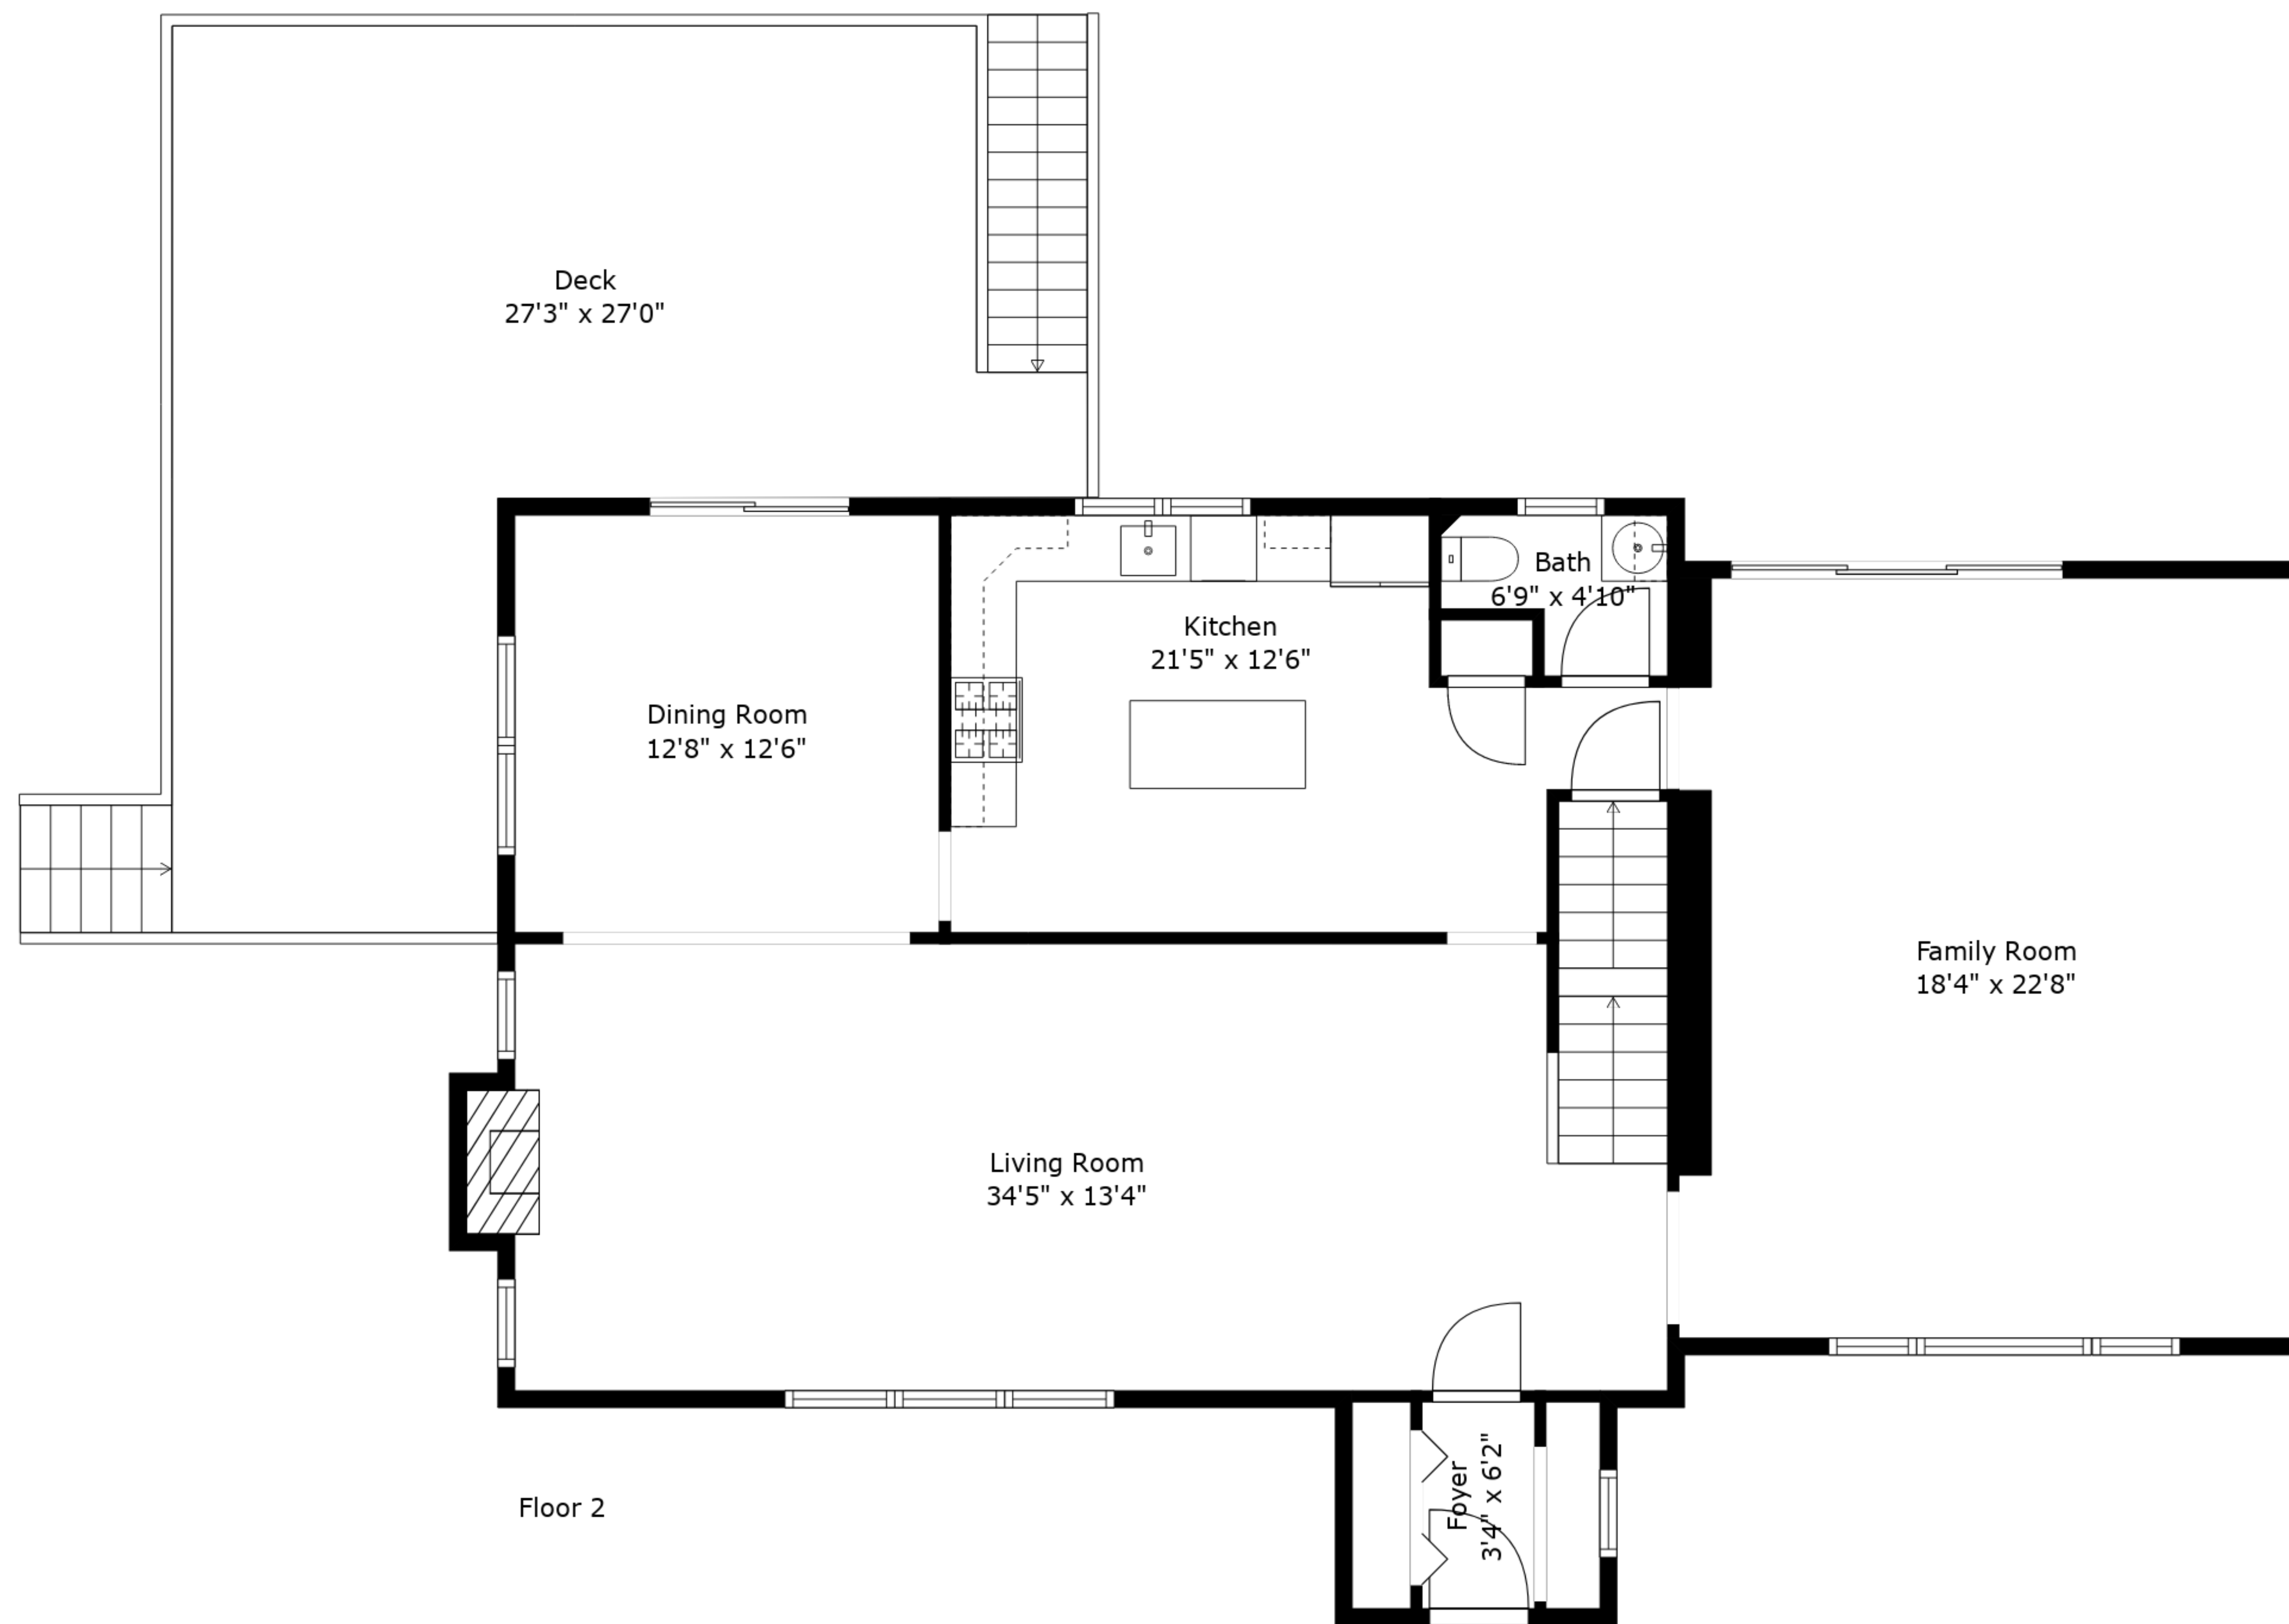 Deck
27'3" x 27'0"
Bath
6'9" x 4'10"
Kitchen
21'5" x 12'6"
Dining Room
12'8" x 12'6"
Family Room
18'4" x 22'8"
Living Room
34'5" x 13'4"
Foyer
3'4" x 6'2"
Floor 2